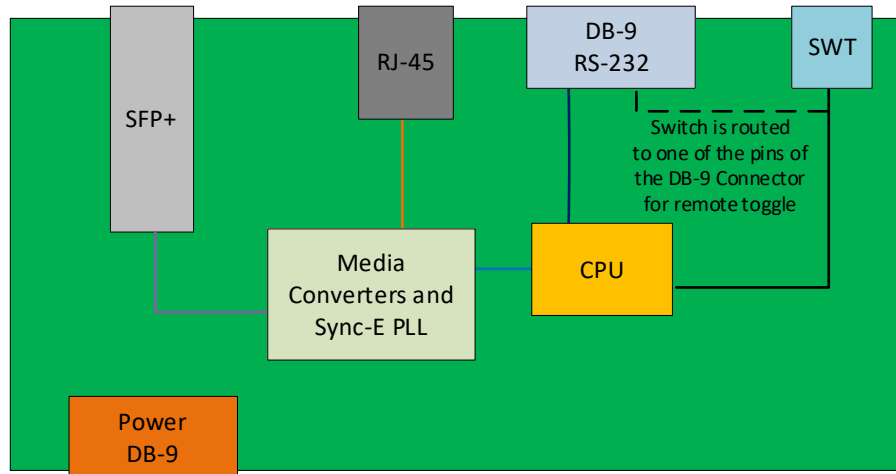 SFP+
RJ-45
DB-9
RS-232
SWT
Switch is routed
to one of the pins of
the DB-9 Connector
for remote toggle
Media
Converters and
Sync-E PLL
CPU
Power
DB-9